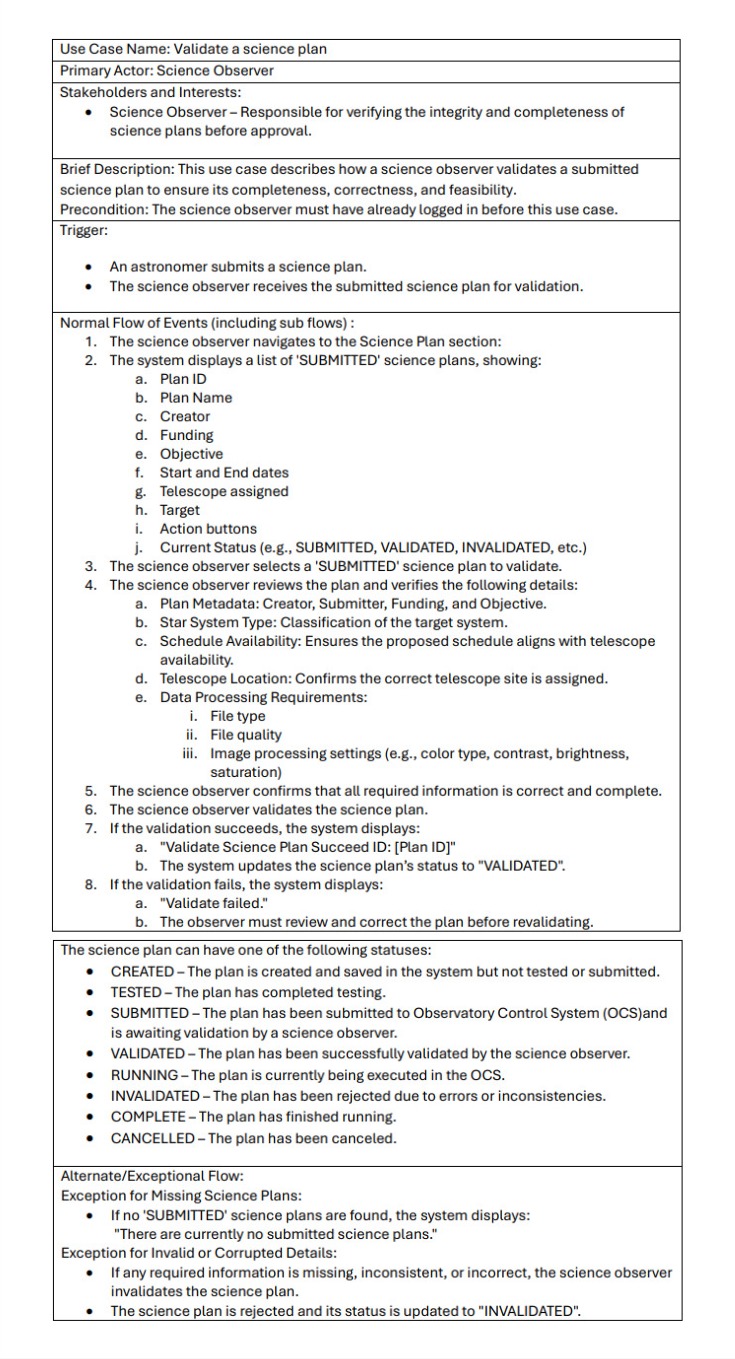 Use Case Name: Validate a science plan
Primary Actor: Science Observer
Stakeholders and Interests:
• Science Observer – Responsible for verifying the integrity and completeness of
science plans before approval.
Brief Description: This use case describes how a science observer validates a submitted
science plan to ensure its completeness, correctness, and feasibility.
Precondition: The science observer must have already logged in before this use case.
Trigger:
• An astronomer submits a science plan.
• The science observer receives the submitted science plan for validation.
Normal Flow of Events (including sub flows) :
1. The science observer navigates to the Science Plan section:
2. The system displays a list of 'SUBMITTED' science plans, showing:
a. Plan ID
b. Plan Name
c. Creator
d. Funding
e. Objective
f. Start and End dates
g. Telescope assigned
h. Target
i. Action buttons
j. Current Status (e.g., SUBMITTED, VALIDATED, INVALIDATED, etc.)
3. The science observer selects a 'SUBMITTED' science plan to validate.
4. The science observer reviews the plan and verifies the following details:
a. Plan Metadata: Creator, Submitter, Funding, and Objective.
b. Star System Type: Classification of the target system.
c. Schedule Availability: Ensures the proposed schedule aligns with telescope
availability.
d. Telescope Location: Confirms the correct telescope site is assigned.
e. Data Processing Requirements:
i. File type
ii. File quality
iii. Image processing settings (e.g., color type, contrast, brightness,
saturation)
5. The science observer confirms that all required information is correct and complete.
6. The science observer validates the science plan.
7. If the validation succeeds, the system displays:
a. "Validate Science Plan Succeed ID: [Plan ID]"
b. The system updates the science plan's status to "VALIDATED".
8. If the validation fails, the system displays:
a. "Validate failed."
b. The observer must review and correct the plan before revalidating.
The science plan can have one of the following statuses:
• CREATED – The plan is created and saved in the system but not tested or submitted.
• TESTED – The plan has completed testing.
• SUBMITTED – The plan has been submitted to Observatory Control System (OCS)and
is awaiting validation by a science observer.
• VALIDATED – The plan has been successfully validated by the science observer.
• RUNNING – The plan is currently being executed in the OCS.
• INVALIDATED – The plan has been rejected due to errors or inconsistencies.
• COMPLETE – The plan has finished running.
• CANCELLED – The plan has been canceled.
Alternate/Exceptional Flow:
Exception for Missing Science Plans:
• If no 'SUBMITTED' science plans are found, the system displays:
"There are currently no submitted science plans."
Exception for Invalid or Corrupted Details:
• If any required information is missing, inconsistent, or incorrect, the science observer
invalidates the science plan.
• The science plan is rejected and its status is updated to "INVALIDATED".